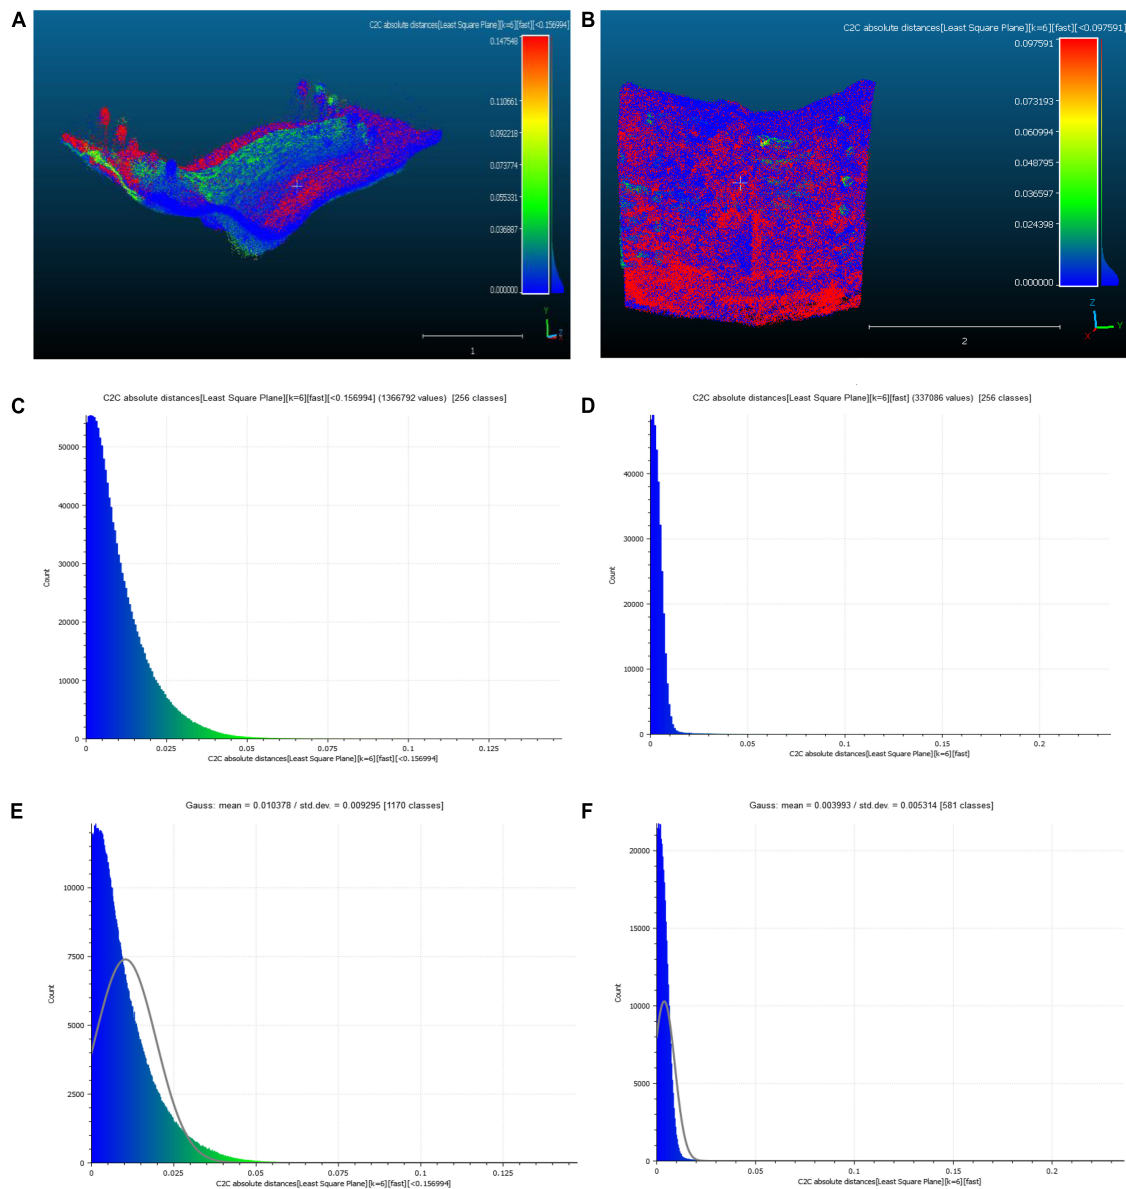 A
C2C absolute distances[Least Square Plane][k=6][fast][<0.156994]
0.147548
0.110661
0.092218
0.073774
0.055331
0.036887
0.000000
Y
Z
1
B
C2C absolute distances[Least Square Plane][k=6][fast][<0.097591]
0.097591
0.073193
0.060994
0.048795
0.036597
0.024398
0.000000
Z
Y
X
2
C
C2C absolute distances[Least Square Plane][k=6][fast][<0.156994] (1366792 values) [256 classes]
50000
40000
30000
20000
10000
0
Count
0 0.025 0.05 0.075 0.1 0.125
C2C absolute distances[Least Square Plane][k=6][fast][<0.156994]
D
C2C absolute distances[Least Square Plane][k=6][fast] (337086 values) [256 classes]
40000
30000
20000
10000
0
Count
0 0.05 0.1 0.15 0.2
C2C absolute distances[Least Square Plane][k=6][fast]
E
Gauss: mean = 0.010378 / std.dev. = 0.009295 [1170 classes]
10000
7500
5000
2500
0
Count
0 0.025 0.05 0.075 0.1 0.125
C2C absolute distances[Least Square Plane][k=6][fast][<0.156994]
F
Gauss: mean = 0.003993 / std.dev. = 0.005314 [581 classes]
20000
15000
10000
5000
0
Count
0 0.05 0.1 0.15 0.2
C2C absolute distances[Least Square Plane][k=6][fast]